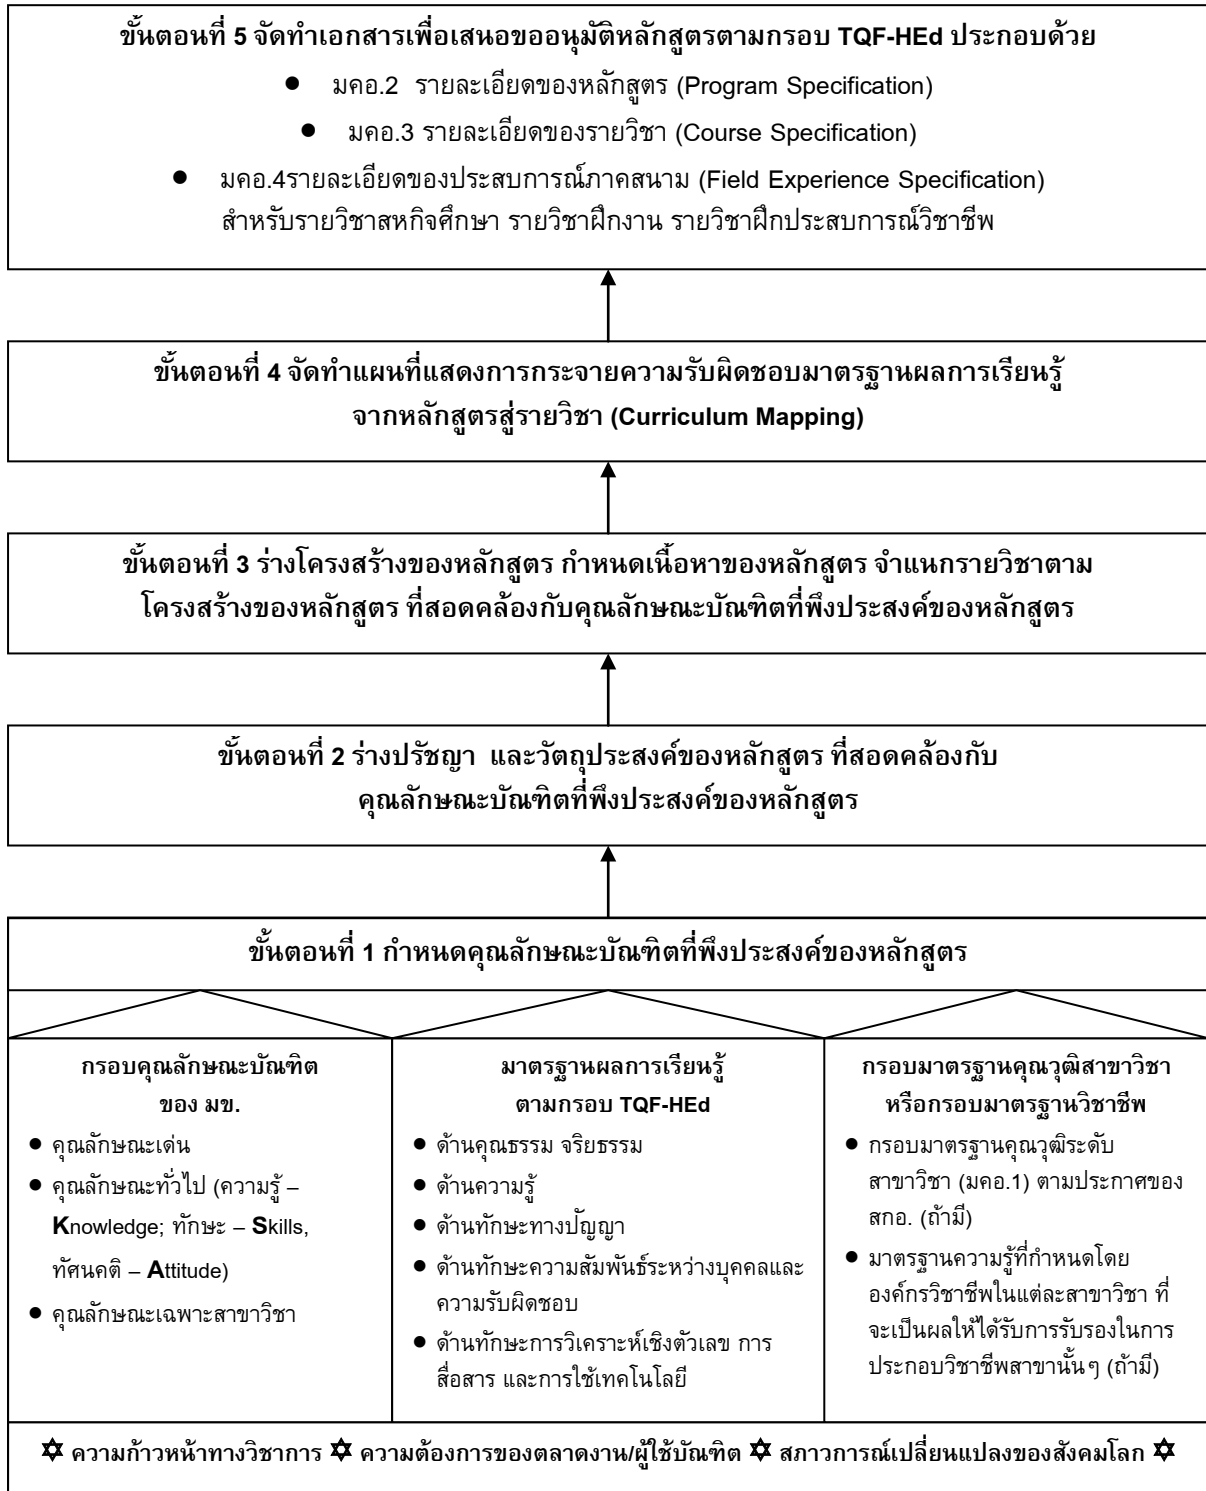 ขั้นตอนที่ 5 จัดทำเอกสารเพื่อเสนอขออนุมัติหลักสูตรตามกรอบ TQF-HEd ประกอบด้วย
● มคอ.2 รายละเอียดของหลักสูตร (Program Specification)
● มคอ.3 รายละเอียดของรายวิชา (Course Specification)
● มคอ.4รายละเอียดของประสบการณ์ภาคสนาม (Field Experience Specification)
สำหรับรายวิชาสหกิจศึกษา รายวิชาฝึกงาน รายวิชาฝึกประสบการณ์วิชาชีพ
ขั้นตอนที่ 4 จัดทำแผนที่แสดงการกระจายความรับผิดชอบมาตรฐานผลการเรียนรู้
จากหลักสูตรสู่รายวิชา (Curriculum Mapping)
ขั้นตอนที่ 3 ร่างโครงสร้างของหลักสูตร กำหนดเนื้อหาของหลักสูตร จำแนกรายวิชาตาม
โครงสร้างของหลักสูตร ที่สอดคล้องกับคุณลักษณะบัณฑิตที่พึงประสงค์ของหลักสูตร
ขั้นตอนที่ 2 ร่างปรัชญา และวัตถุประสงค์ของหลักสูตร ที่สอดคล้องกับ
คุณลักษณะบัณฑิตที่พึงประสงค์ของหลักสูตร
ขั้นตอนที่ 1 กำหนดคุณลักษณะบัณฑิตที่พึงประสงค์ของหลักสูตร
กรอบคุณลักษณะบัณฑิต
ของ มข.
● คุณลักษณะเด่น
● คุณลักษณะทั่วไป (ความรู้ –
Knowledge; ทักษะ – Skills,
ทัศนคติ – Attitude)
● คุณลักษณะเฉพาะสาขาวิชา
มาตรฐานผลการเรียนรู้
ตามกรอบ TQF-HEd
● ด้านคุณธรรม จริยธรรม
● ด้านความรู้
● ด้านทักษะทางปัญญา
● ด้านทักษะความสัมพันธ์ระหว่างบุคคลและ
ความรับผิดชอบ
● ด้านทักษะการวิเคราะห์เชิงตัวเลข การ
สื่อสาร และการใช้เทคโนโลยี
กรอบมาตรฐานคุณวุฒิสาขาวิชา
หรือกรอบมาตรฐานวิชาชีพ
● กรอบมาตรฐานคุณวุฒิระดับ
สาขาวิชา (มคอ.1) ตามประกาศของ
สกอ. (ถ้ามี)
● มาตรฐานความรู้ที่กำหนดโดย
องค์กรวิชาชีพในแต่ละสาขาวิชา ที่
จะเป็นผลให้ได้รับการรับรองในการ
ประกอบวิชาชีพสาขานั้นๆ (ถ้ามี)
✡ ความก้าวหน้าทางวิชาการ ✡ ความต้องการของตลาดงาน/ผู้ใช้บัณฑิต ✡ สภาวการณ์เปลี่ยนแปลงของสังคมโลก ✡